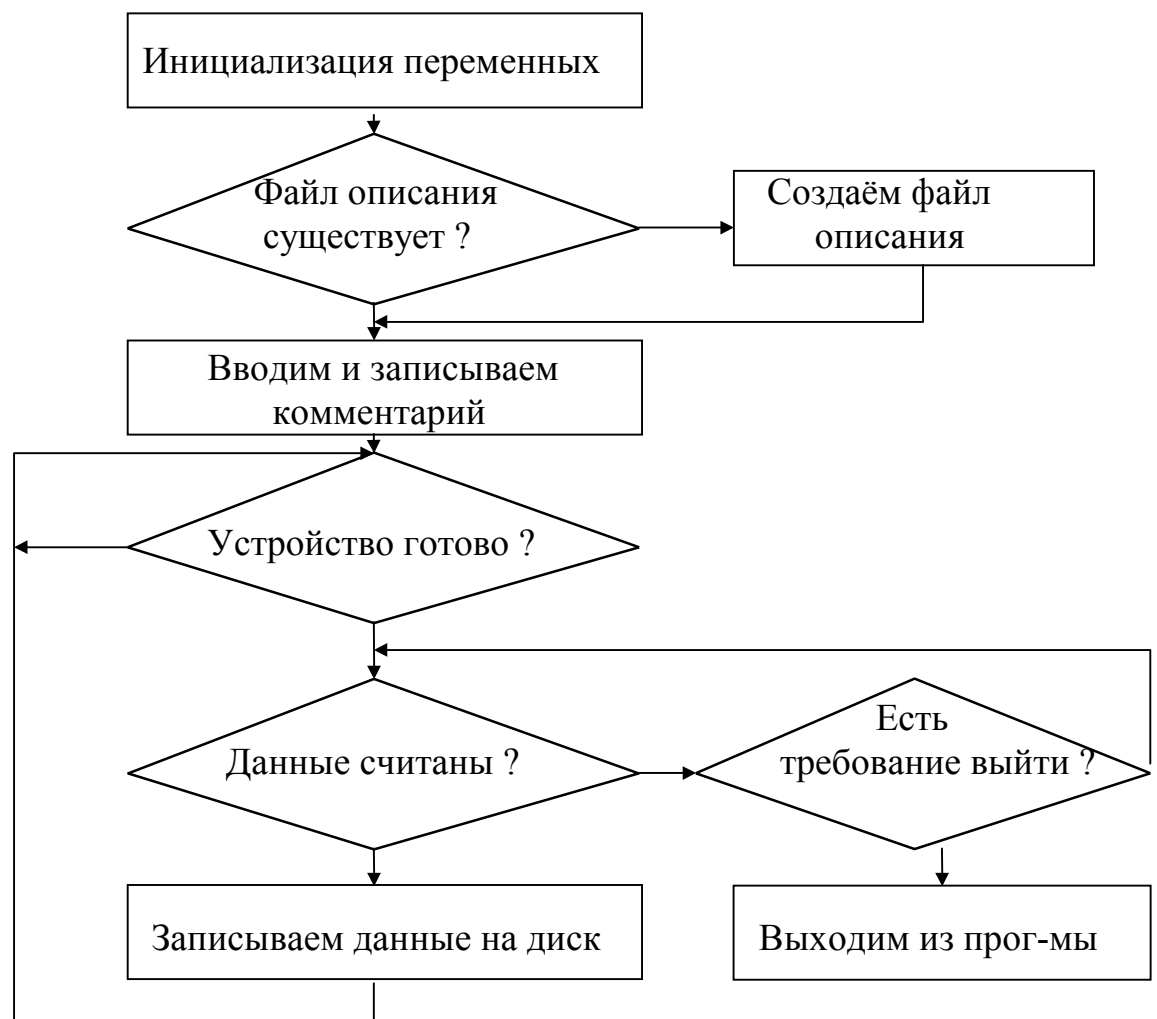 Инициализация переменных
Файл описания
существует ?
Создаём файл
описания
Вводим и записываем
комментарий
Устройство готово ?
Данные считаны ?
Есть
требование выйти ?
Записываем данные на диск
Выходим из прог-мы